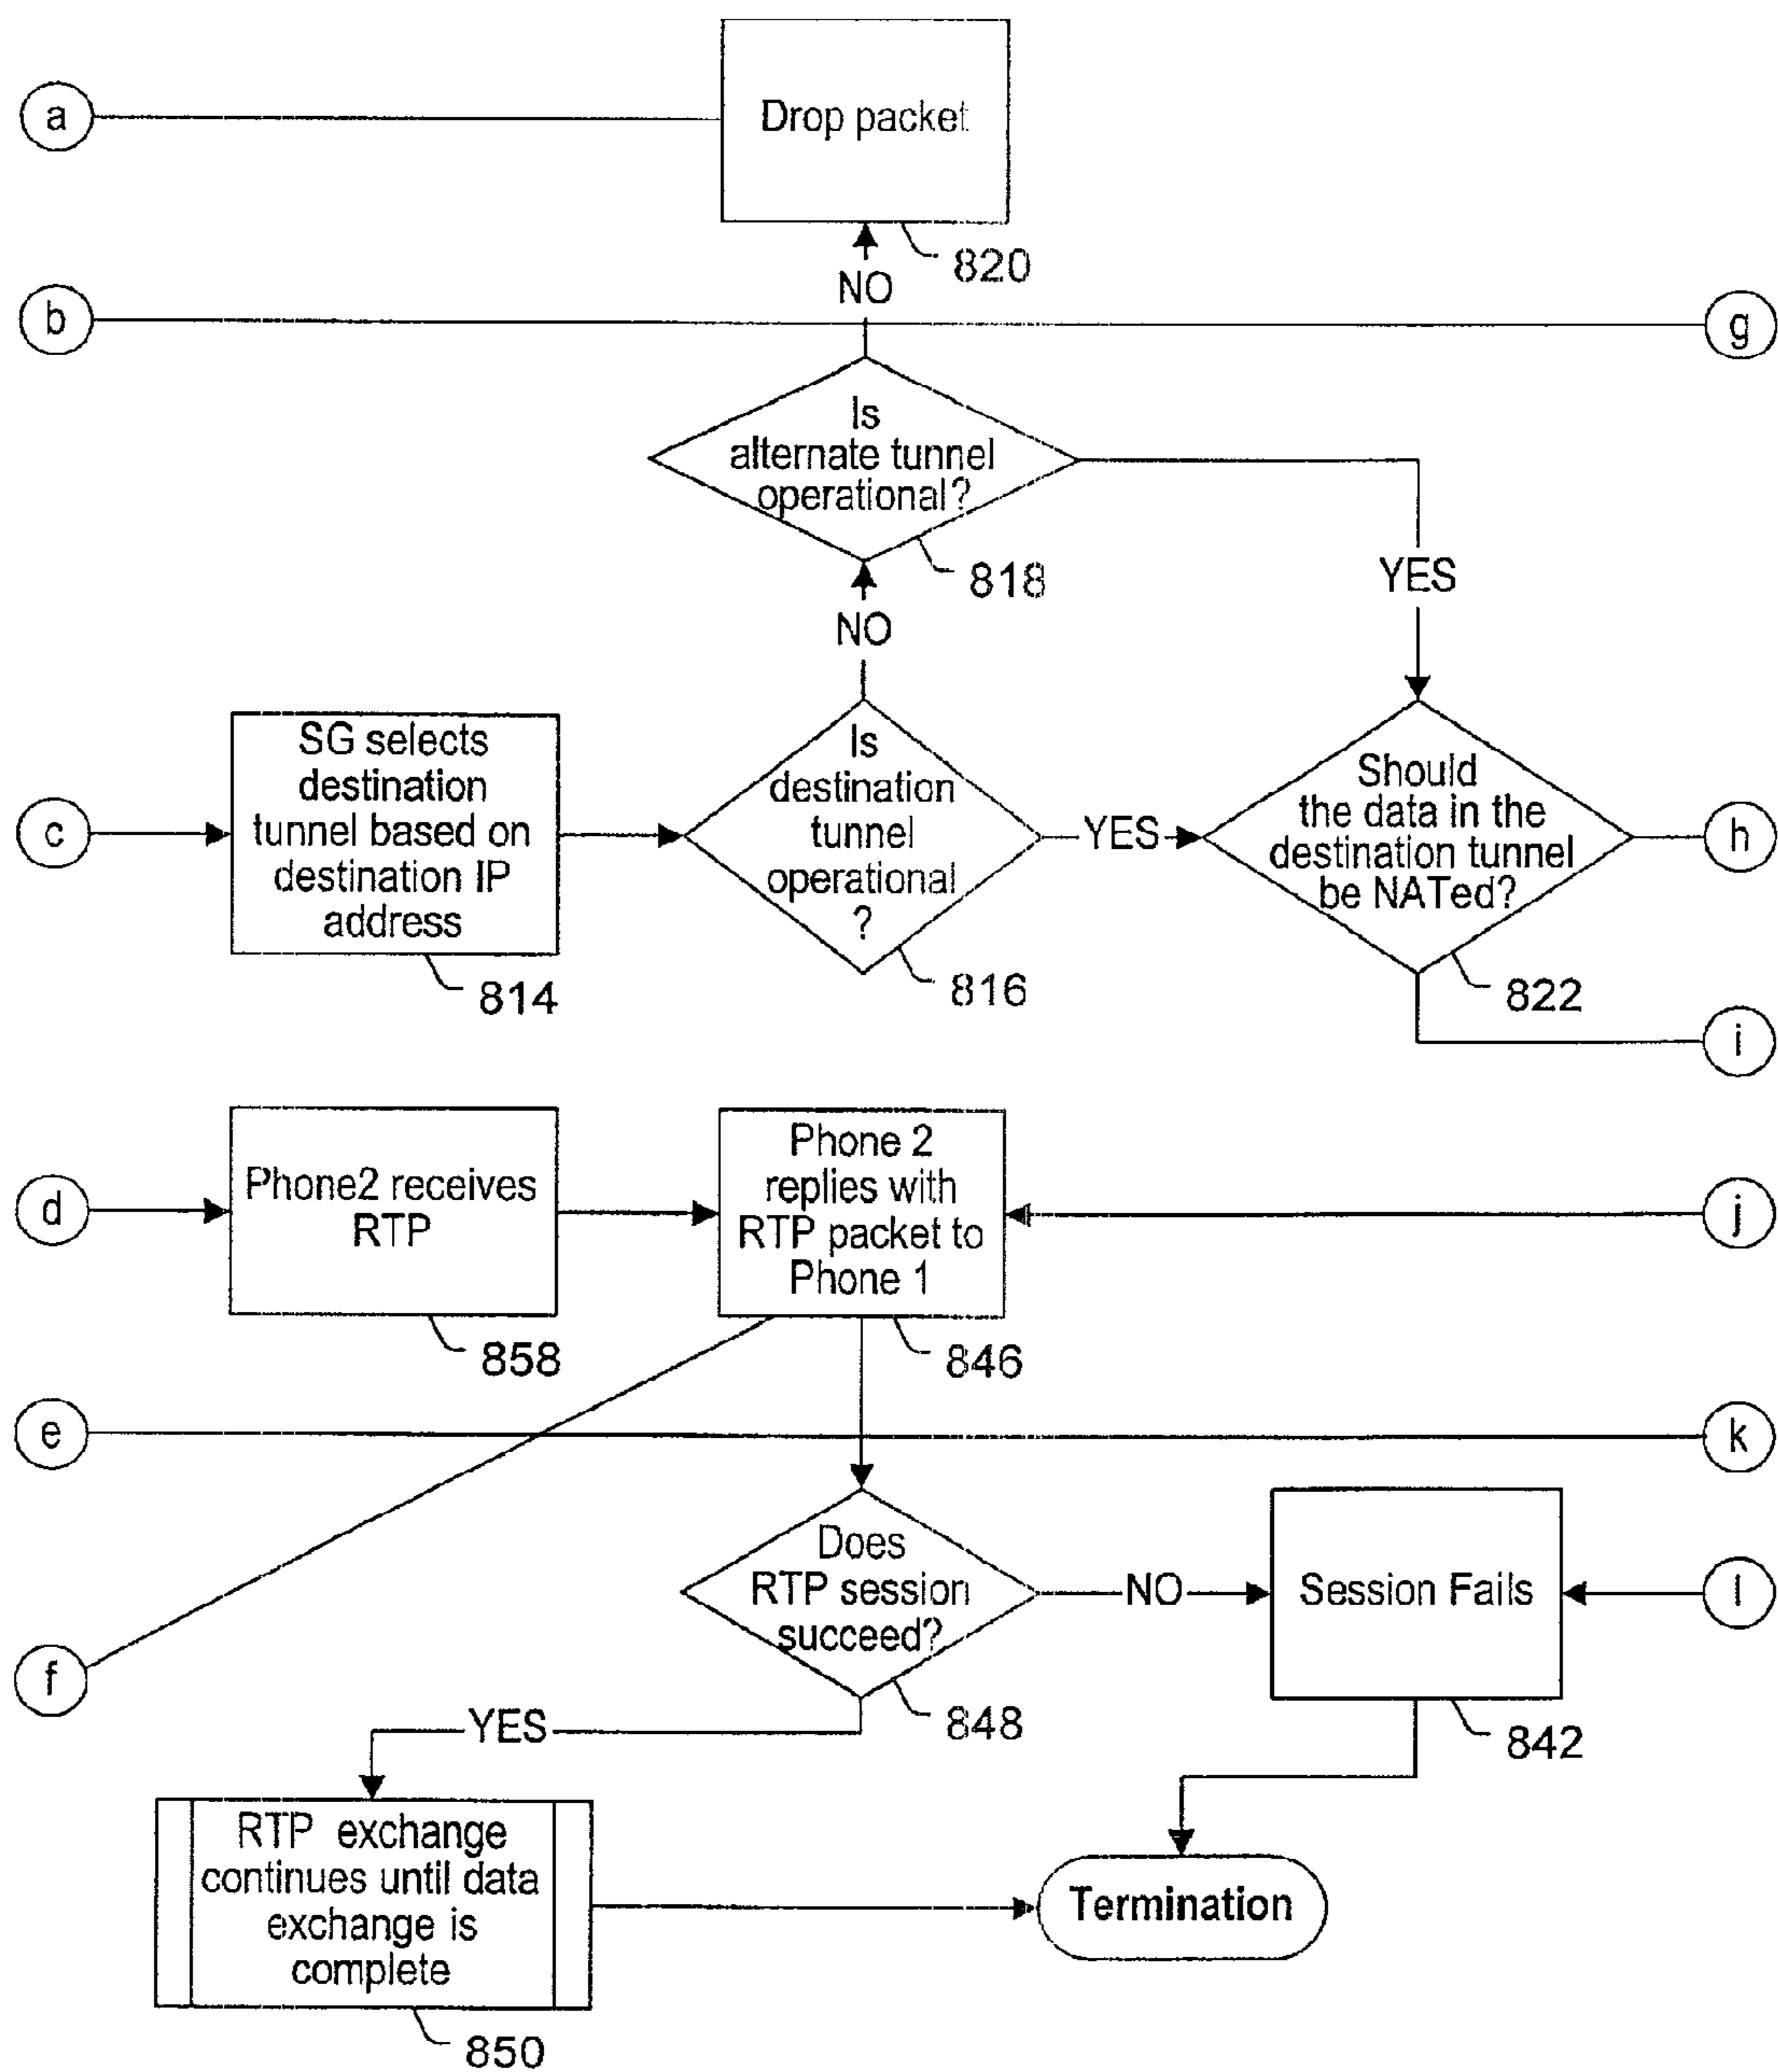 a
Drop packet
820
NO
b
g
Is
alternate tunnel
operational?
818
YES
NO
c
SG selects
destination
tunnel based on
destination IP
address
814
Is
destination
tunnel
operational
?
816
YES
Should
the data in the
destination tunnel
be NATed?
822
h
i
d
Phone2 receives
RTP
858
Phone 2
replies with
RTP packet to
Phone 1
846
j
e
k
Does
RTP session
succeed?
848
NO
Session Fails
842
l
f
YES
RTP exchange
continues until data
exchange is
complete
850
Termination